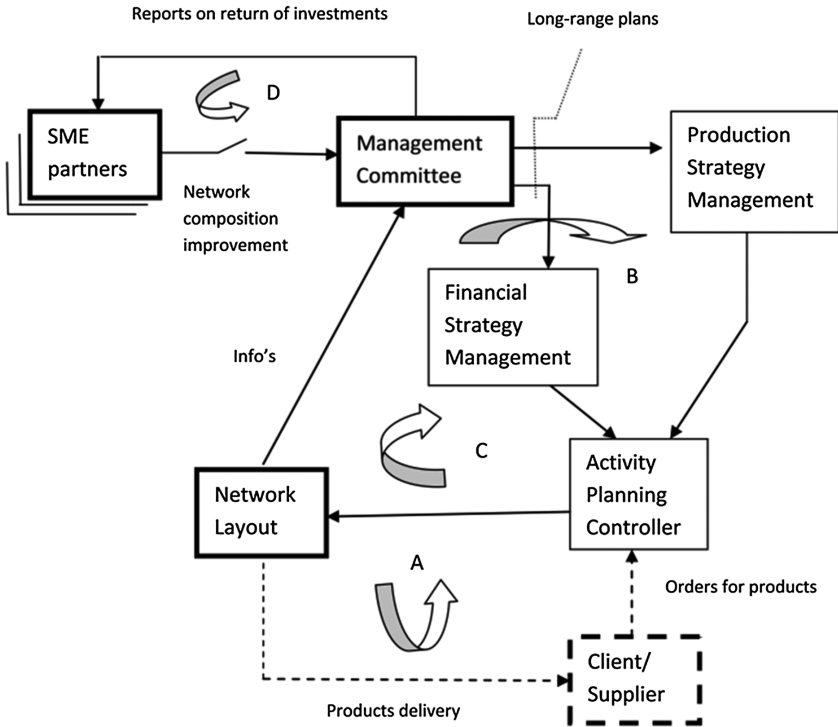 Reports on return of investments
Long-range plans
D
SME
partners
Management
Committee
Production
Strategy
Management
Network
composition
improvement
B
Financial
Strategy
Management
Info's
C
Activity
Planning
Controller
Network
Layout
A
Orders for products
Client/
Supplier
Products delivery